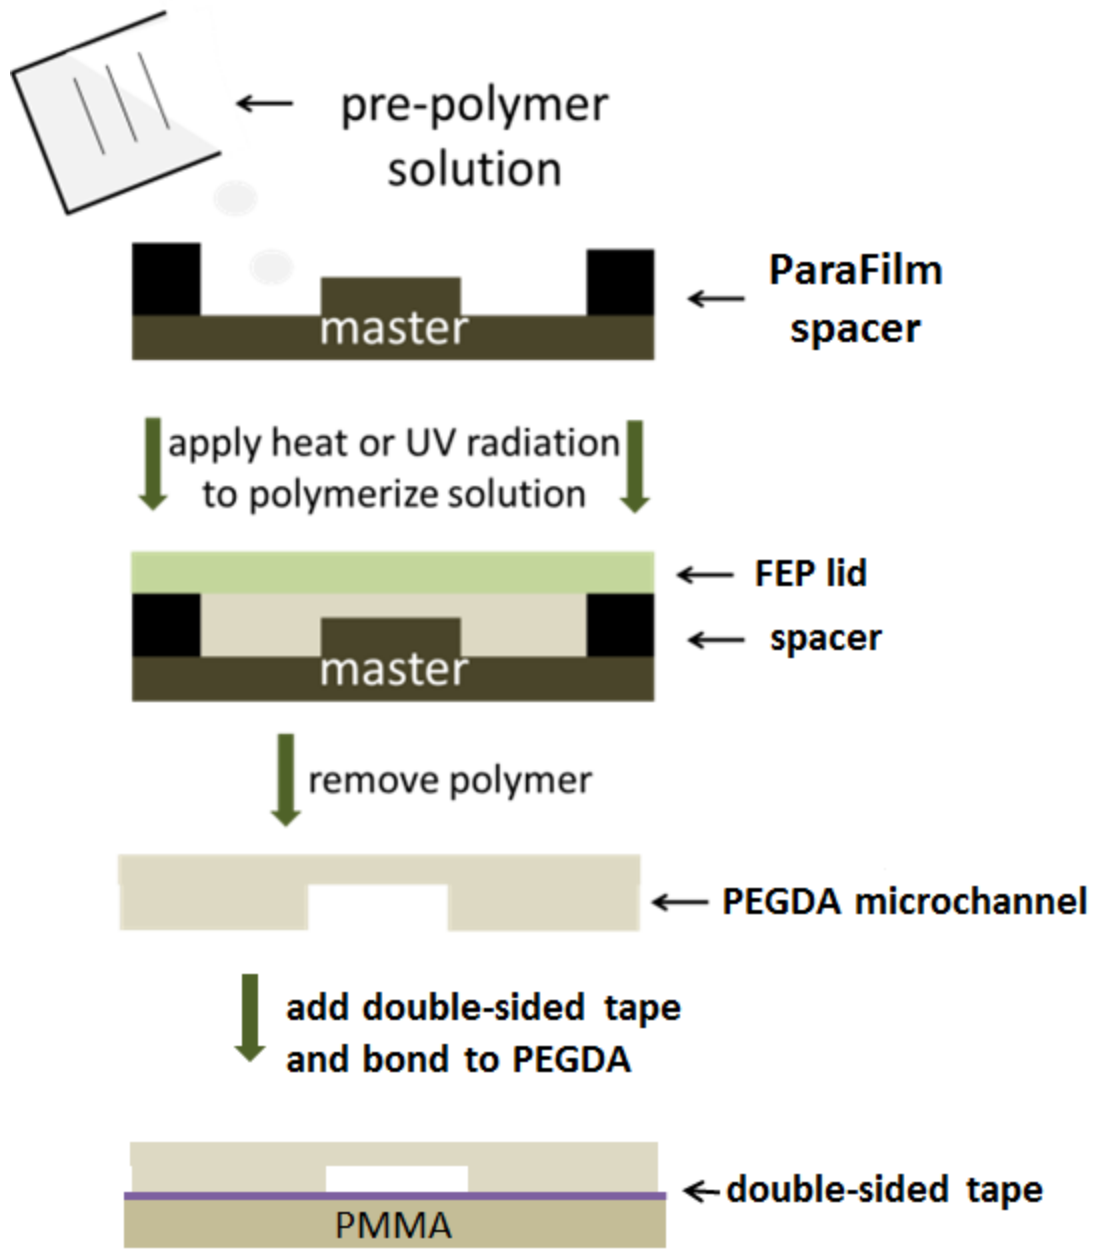 pre-polymer
solution
ParaFilm
spacer
master
apply heat or UV radiation
to polymerize solution
FEP lid
spacer
master
remove polymer
PEGDA microchannel
add double-sided tape
and bond to PEGDA
double-sided tape
PMMA